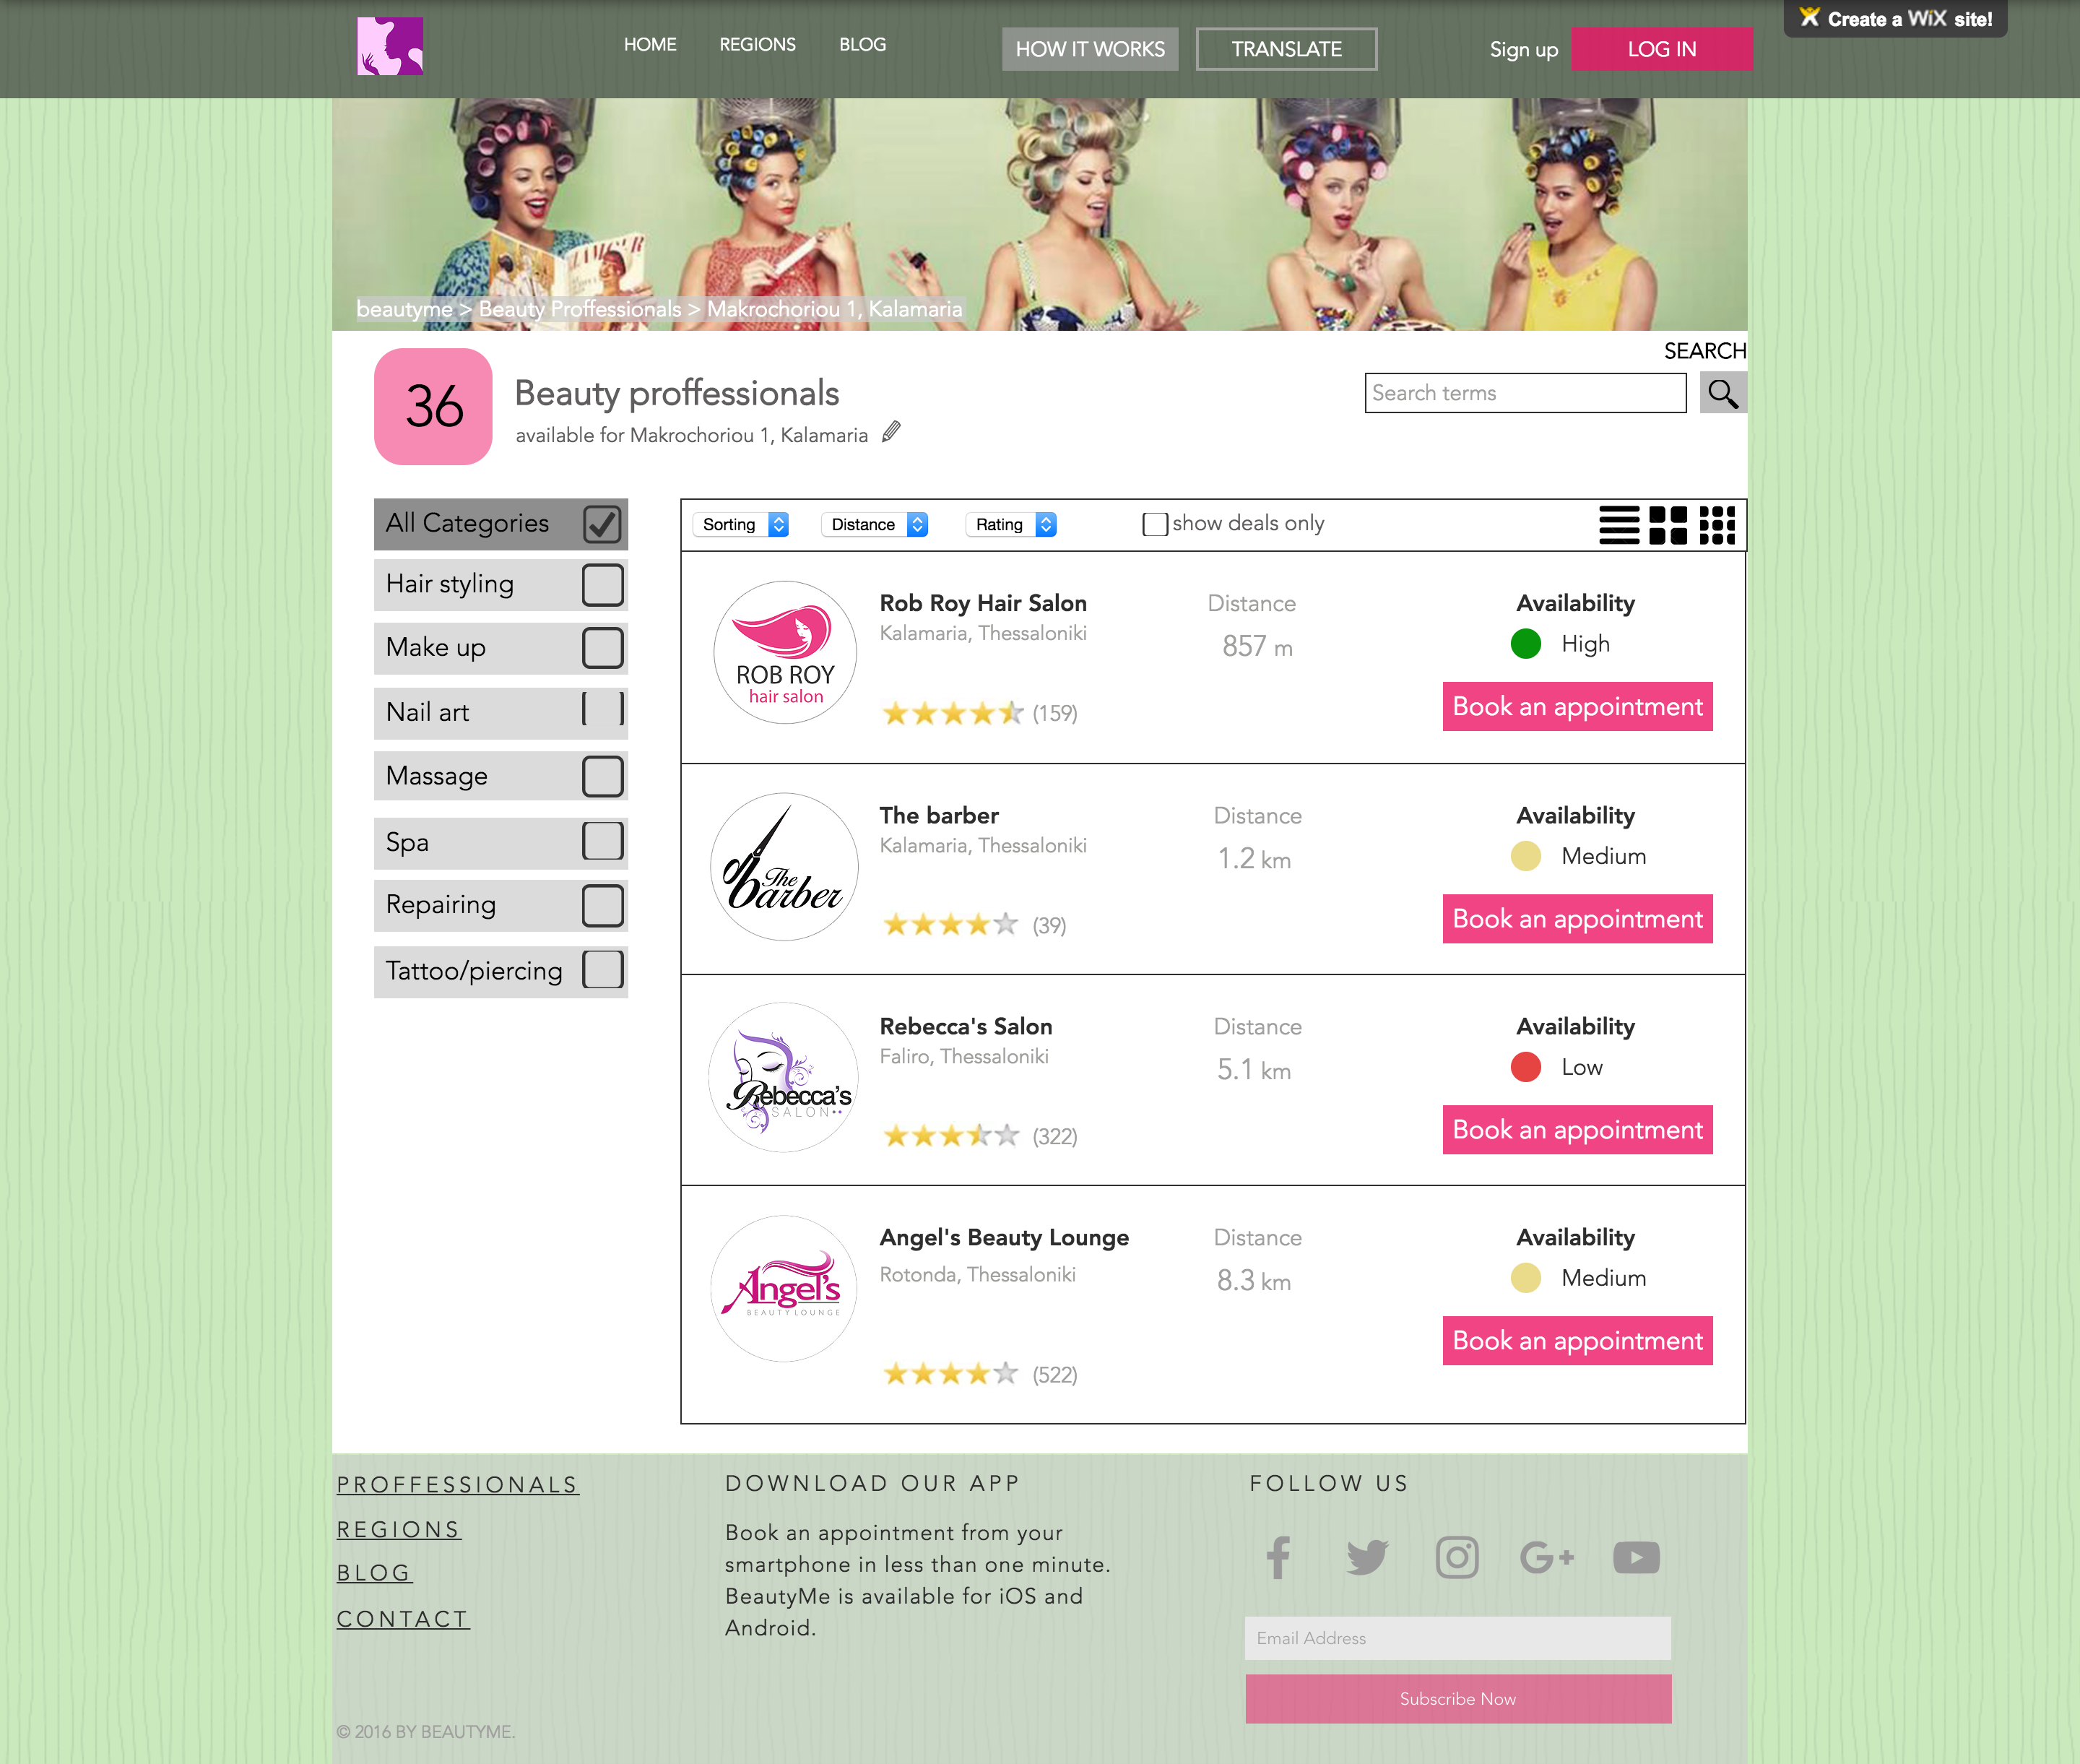 HOME
REGIONS
BLOG
HOW IT WORKS
TRANSLATE
Sign up
LOG IN
Create a WiX site!
GLAMOUR
beautyme > Beauty Proffessionals > Makrochoriou 1, Kalamaria
36
Beauty proffessionals
available for Makrochoriou 1, Kalamaria
SEARCH
Search terms
All Categories
Hair styling
Make up
Nail art
Massage
Spa
Repairing
Tattoo/piercing
Sorting
Distance
Rating
show deals only
ROB ROY
hair salon
Rob Roy Hair Salon
Kalamaria, Thessaloniki
(159)
Distance
857 m
Availability
High
Book an appointment
The
barber
The barber
Kalamaria, Thessaloniki
(39)
Distance
1.2 km
Availability
Medium
Book an appointment
Rebecca's
SALON
Rebecca's Salon
Faliro, Thessaloniki
(322)
Distance
5.1 km
Availability
Low
Book an appointment
Angel's
BEAUTY LOUNGE
Angel's Beauty Lounge
Rotonda, Thessaloniki
(522)
Distance
8.3 km
Availability
Medium
Book an appointment
PROFFESSIONALS
REGIONS
BLOG
CONTACT
© 2016 BY BEAUTYME.
DOWNLOAD OUR APP
Book an appointment from your
smartphone in less than one minute.
BeautyMe is available for iOS and
Android.
FOLLOW US
Email Address
Subscribe Now